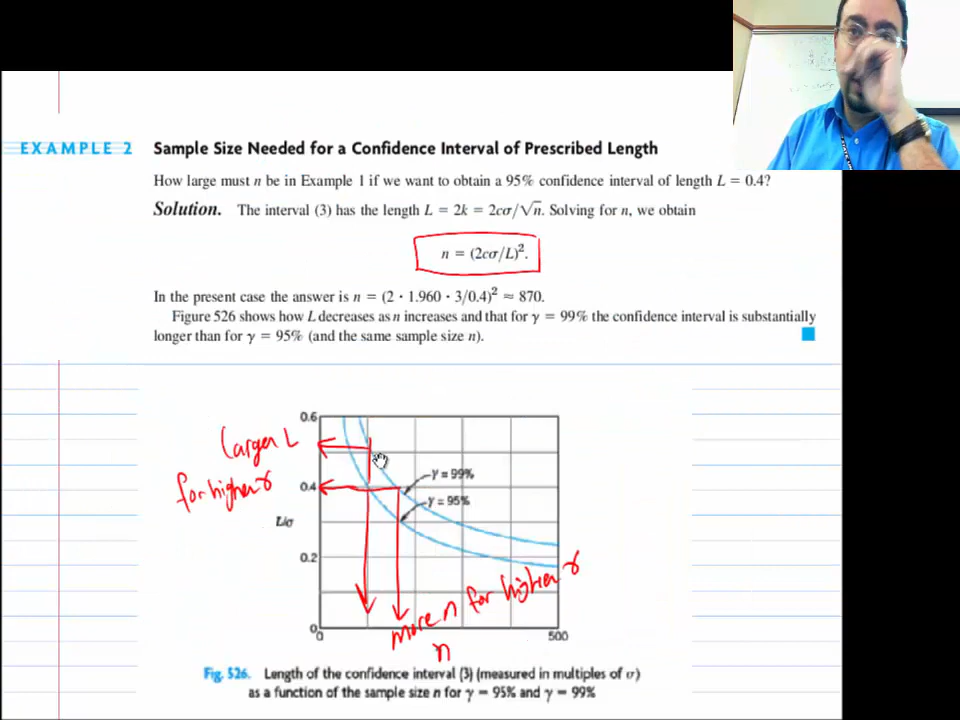 EXAMPLE 2 Sample Size Needed for a Confidence Interval of Prescribed Length
How large must n be in Example 1 if we want to obtain a 95% confidence interval of length L = 0.4?
Solution. The interval (3) has the length L = 2k = 2cσ/√n. Solving for n, we obtain
n = (2cσ/L)².
In the present case the answer is n = (2 · 1.960 · 3/0.4)² ≈ 870.
Figure 526 shows how L decreases as n increases and that for γ = 99% the confidence interval is substantially
longer than for γ = 95% (and the same sample size n).
0.6
larger L
for higher γ
0.4
γ = 99%
γ = 95%
L/σ
0.2
more n for higher γ
0
0
500
n
Fig. 526. Length of the confidence interval (3) (measured in multiples of σ)
as a function of the sample size n for γ = 95% and γ = 99%